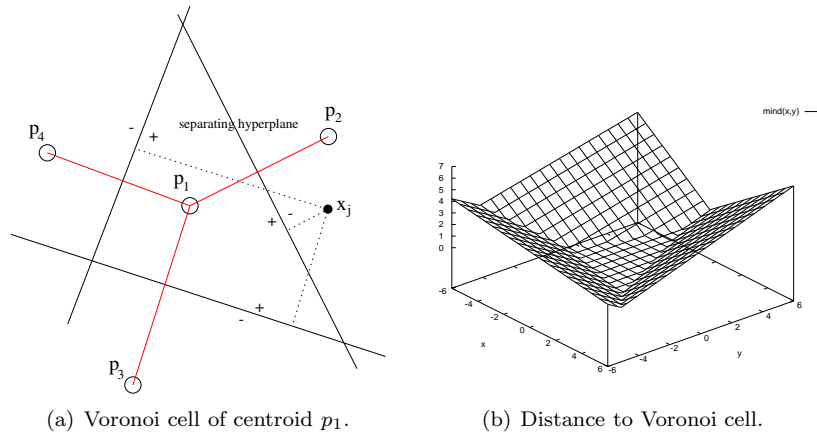 p2
separating hyperplane
- +
p4
p1
xj
+ -
+
-
p3
mind(x,y)
7
6
5
4
3
2
1
0
-6
-4
-2
0
2
4
6
x
-6
-4
-2
0
2
4
6
y
(a) Voronoi cell of centroid p1.
(b) Distance to Voronoi cell.